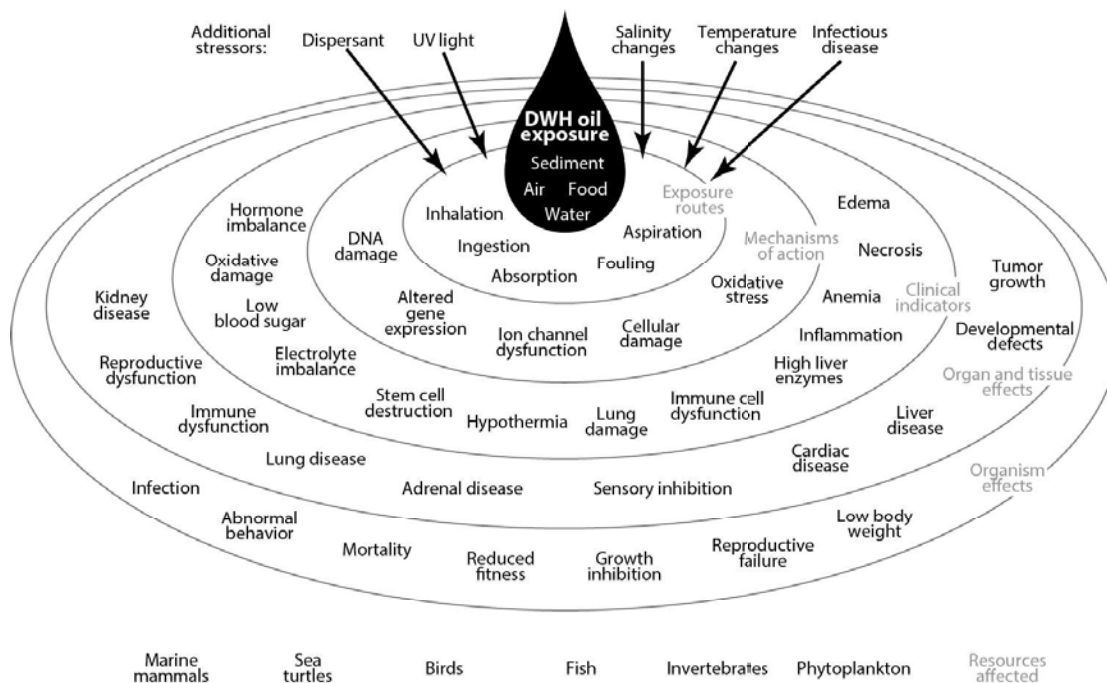 Additional
stressors:
Dispersant
UV light
Salinity
changes
Temperature
changes
Infectious
disease
DWH oil
exposure
Sediment
Air Food
Water
Exposure
routes
Inhalation
Ingestion
Absorption
Fouling
Aspiration
Mechanisms
of action
DNA
damage
Altered
gene
expression
Ion channel
dysfunction
Cellular
damage
Oxidative
stress
Clinical
indicators
Hormone
imbalance
Oxidative
damage
Low
blood sugar
Electrolyte
imbalance
Stem cell
destruction
Hypothermia
Lung
damage
Immune cell
dysfunction
High liver
enzymes
Inflammation
Anemia
Necrosis
Edema
Organ and tissue
effects
Kidney
disease
Reproductive
dysfunction
Immune
dysfunction
Lung disease
Adrenal disease
Sensory inhibition
Cardiac
disease
Liver
disease
Developmental
defects
Tumor
growth
Organism
effects
Infection
Abnormal
behavior
Mortality
Reduced
fitness
Growth
inhibition
Reproductive
failure
Low body
weight
Marine
mammals
Sea
turtles
Birds
Fish
Invertebrates
Phytoplankton
Resources
affected